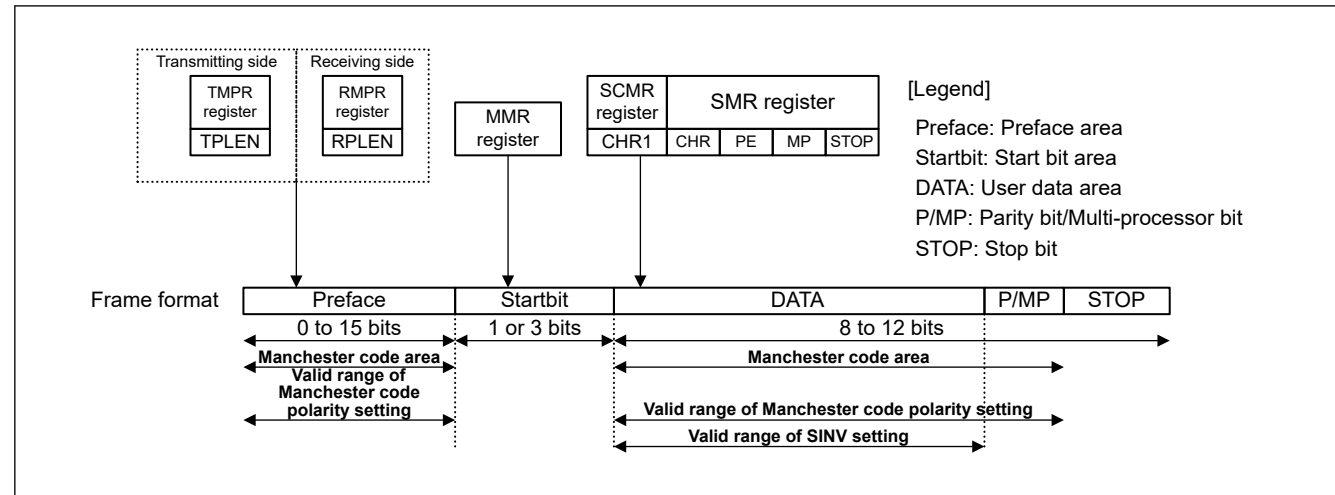 Transmitting side
Receiving side
TMPR
register
TPLEN
RMPR
register
RPLEN
MMR
register
SCMR
register
CHR1
SMR register
CHR PE MP STOP
[Legend]
Preface: Preface area
Startbit: Start bit area
DATA: User data area
P/MP: Parity bit/Multi-processor bit
STOP: Stop bit
Frame format
Preface Startbit DATA P/MP STOP
0 to 15 bits 1 or 3 bits 8 to 12 bits
Manchester code area
Valid range of
Manchester code
polarity setting
Manchester code area
Valid range of Manchester code polarity setting
Valid range of SINV setting